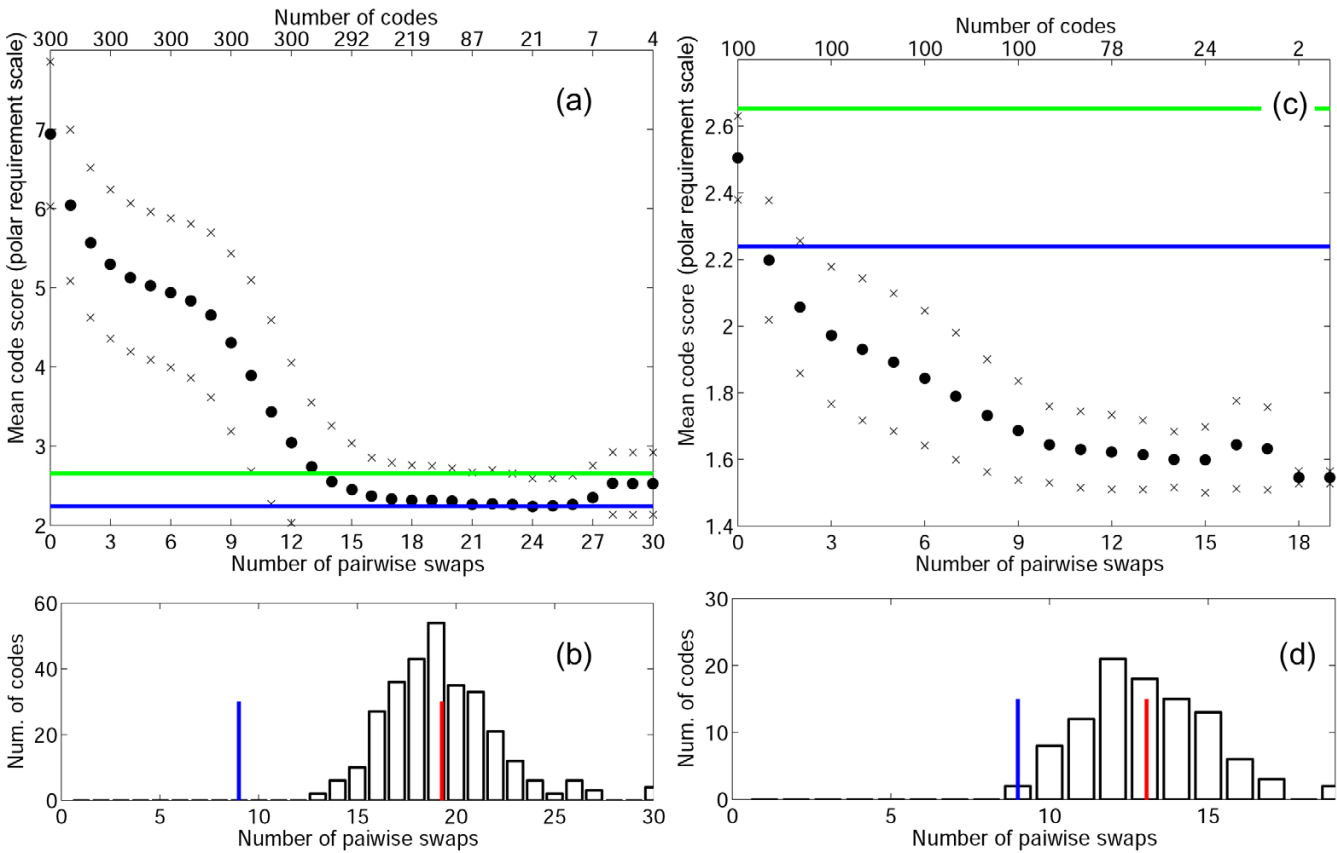 Number of codes
300 300 300 300 300 292 219 87 21 7 4
Mean code score (polar requirement scale)
(a)
7
6
5
4
3
2
0 3 6 9 12 15 18 21 24 27 30
Number of pairwise swaps
Number of codes
100 100 100 100 78 24 2
Mean code score (polar requirement scale)
(c)
2.6
2.4
2.2
2
1.8
1.6
1.4
0 3 6 9 12 15 18
Number of pairwise swaps
Num. of codes
(b)
60
40
20
0
0 5 10 15 20 25 30
Number of paiwise swaps
Num. of codes
(d)
30
20
10
0
0 5 10 15
Number of pairwise swaps